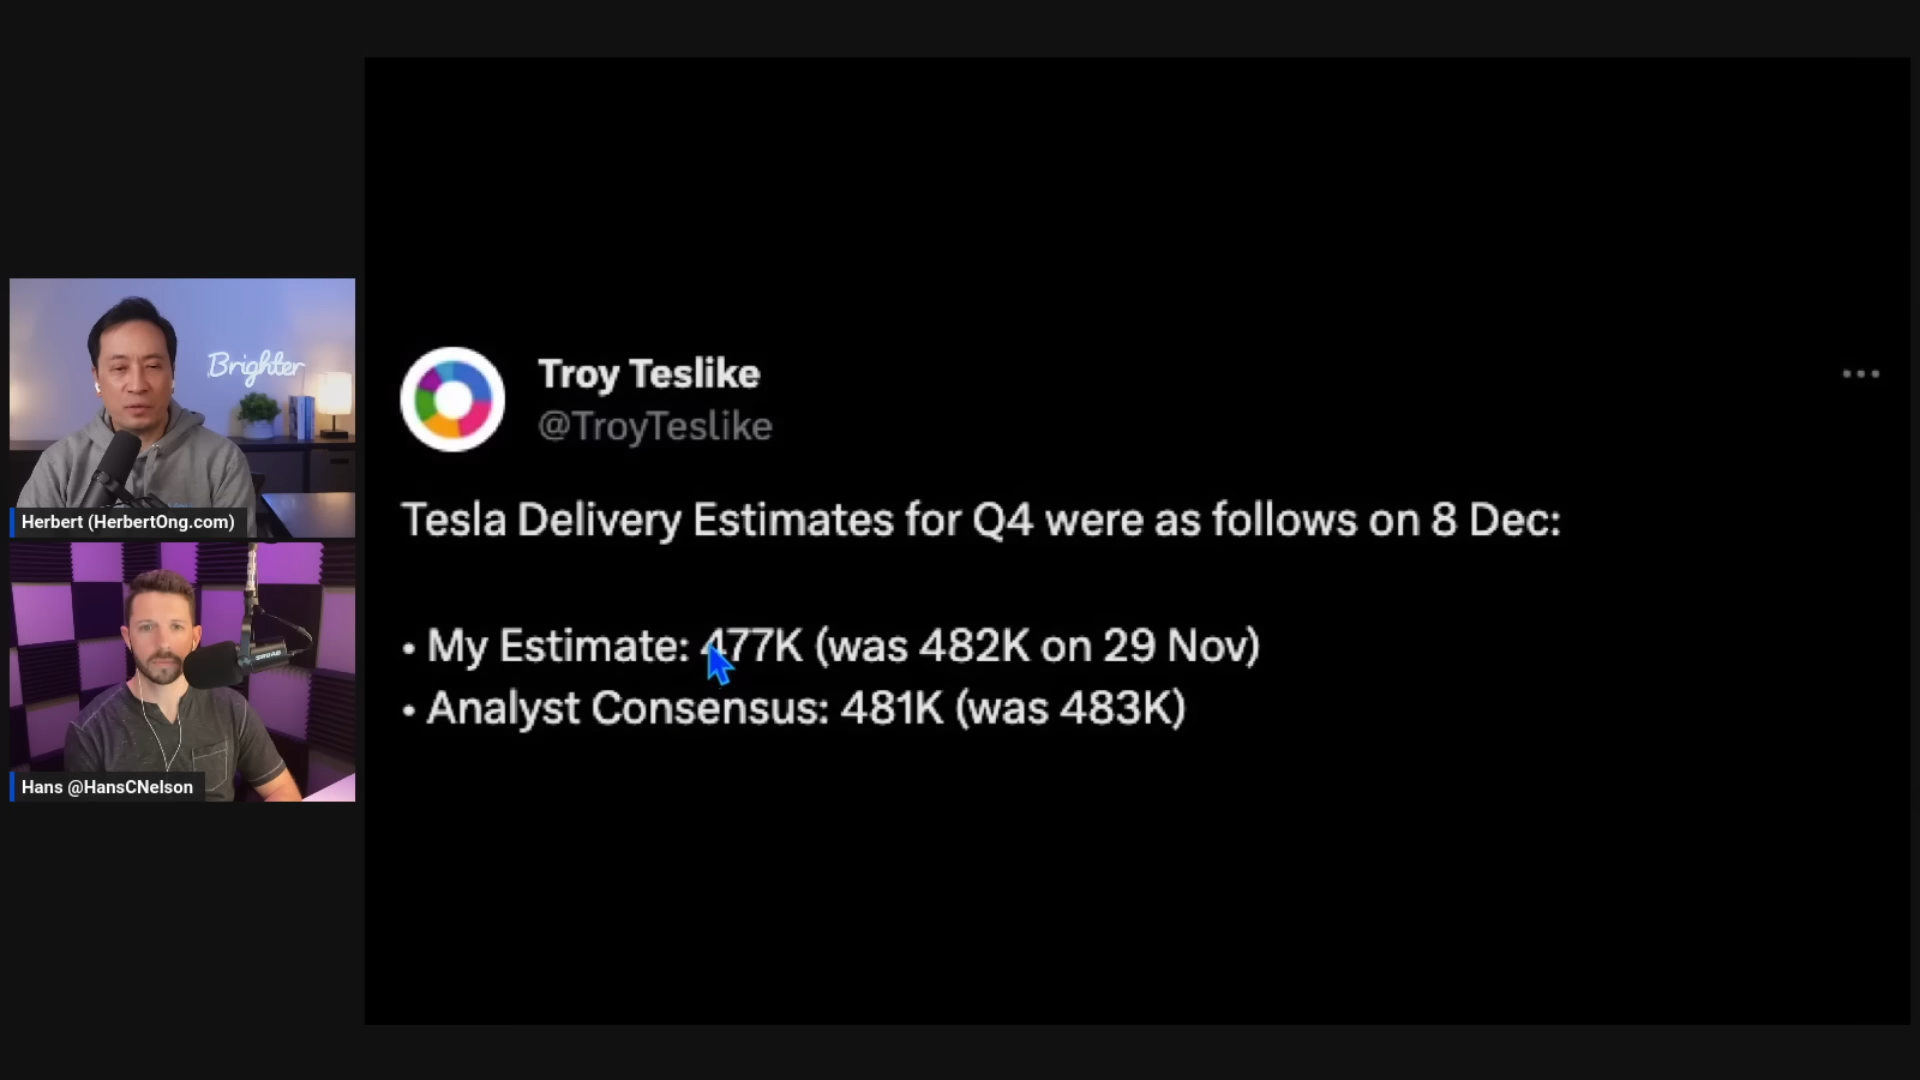 Brighter
Herbert (HerbertOng.com)
Hans @HansCNelson
Troy Teslike
@TroyTeslike
Tesla Delivery Estimates for Q4 were as follows on 8 Dec:
• My Estimate: 477K (was 482K on 29 Nov)
• Analyst Consensus: 481K (was 483K)